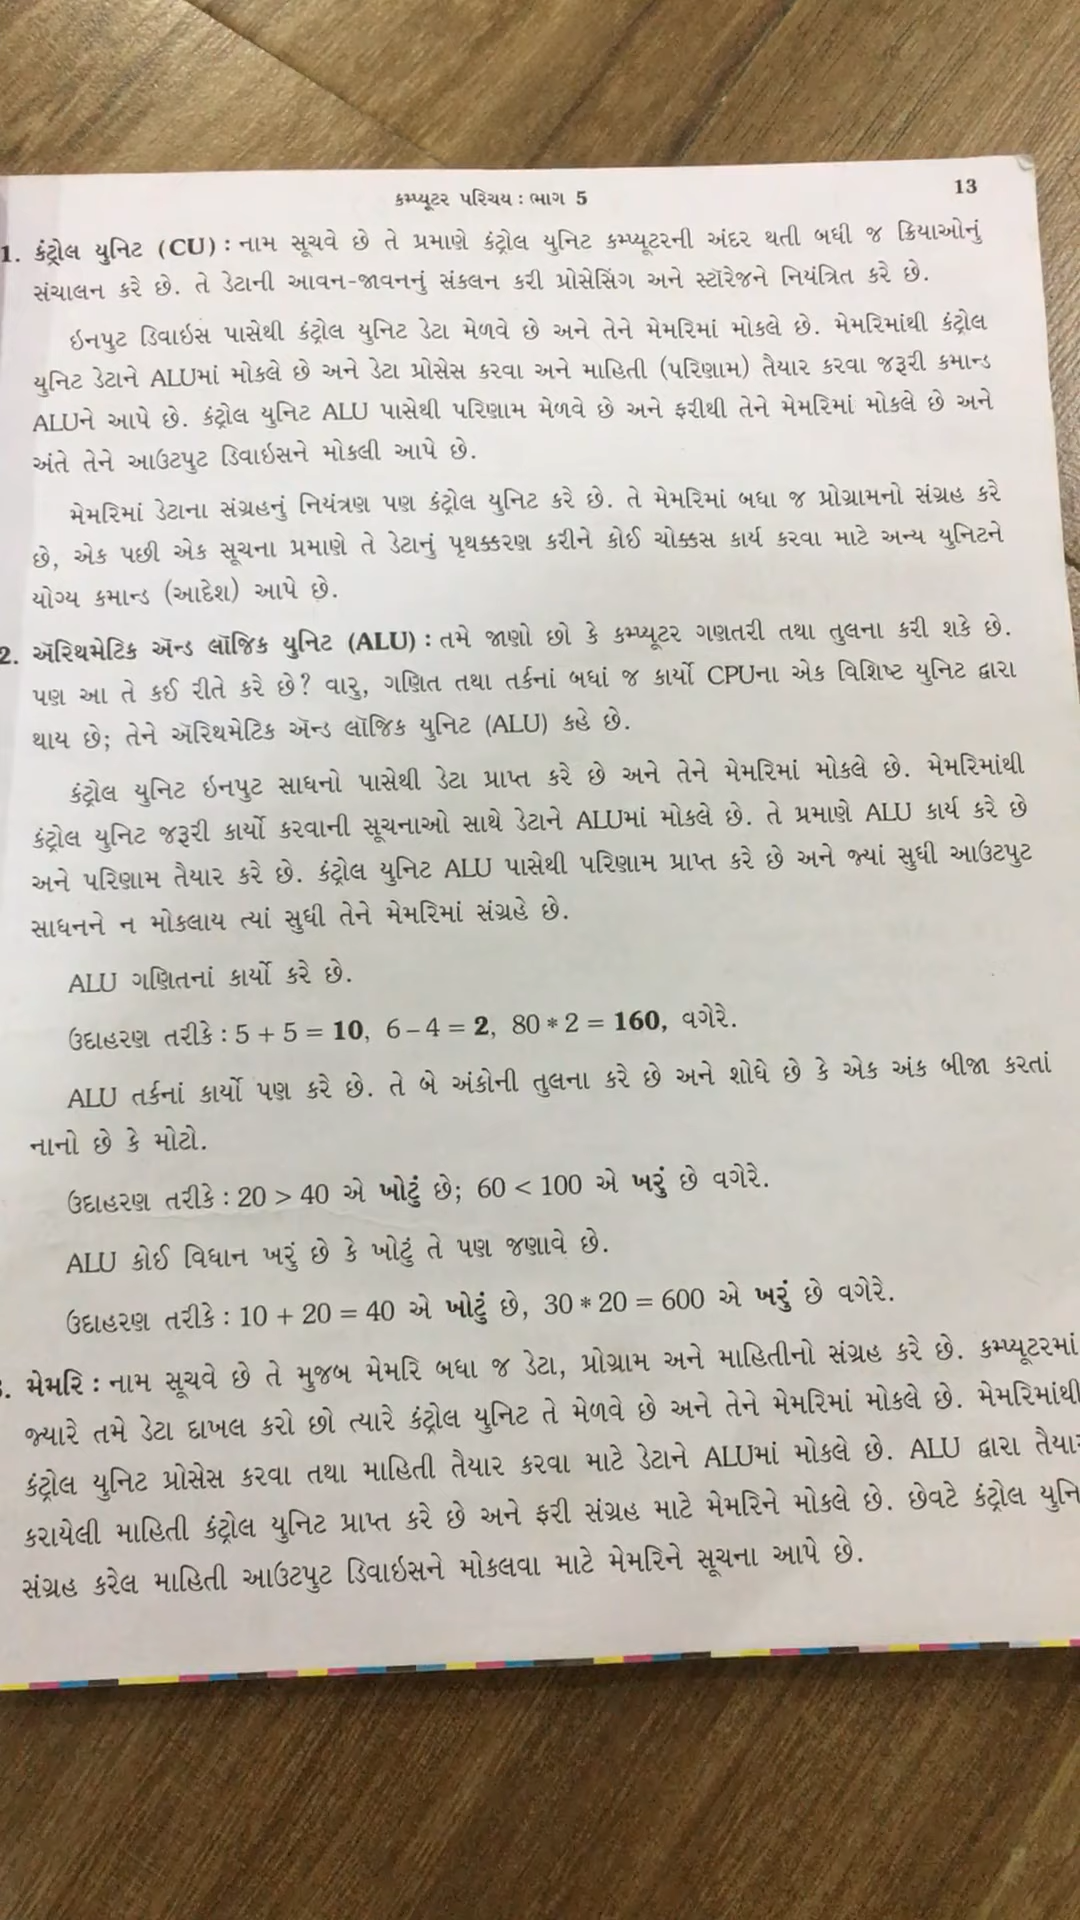 કમ્પ્યૂટર પરિચય : ભાગ 5
13
1. કંટ્રોલ યુનિટ (CU) : નામ સૂચવે છે તે પ્રમાણે કંટ્રોલ યુનિટ કમ્પ્યૂટરની અંદર થતી બધી જ ક્રિયાઓનું
સંચાલન કરે છે. તે ડેટાની આવન-જાવનનું સંકલન કરી પ્રોસેસિંગ અને સ્ટૉરેજને નિયંત્રિત કરે છે.
ઇનપુટ ડિવાઇસ પાસેથી કંટ્રોલ યુનિટ ડેટા મેળવે છે અને તેને મેમરિમાં મોકલે છે. મેમરિમાંથી કંટ્રોલ
યુનિટ ડેટાને ALUમાં મોકલે છે અને ડેટા પ્રોસેસ કરવા અને માહિતી (પરિણામ) તૈયાર કરવા જરૂરી કમાન્ડ
ALUને આપે છે. કંટ્રોલ યુનિટ ALU પાસેથી પરિણામ મેળવે છે અને ફરીથી તેને મેમરિમાં મોકલે છે અને
અંતે તેને આઉટપુટ ડિવાઇસને મોકલી આપે છે.
મેમરિમાં ડેટાના સંગ્રહનું નિયંત્રણ પણ કંટ્રોલ યુનિટ કરે છે. તે મેમરિમાં બધા જ પ્રોગ્રામનો સંગ્રહ કરે
છે, એક પછી એક સૂચના પ્રમાણે તે ડેટાનું પૃથક્કરણ કરીને કોઈ ચોક્કસ કાર્ય કરવા માટે અન્ય યુનિટને
યોગ્ય કમાન્ડ (આદેશ) આપે છે.
2. ઍરિથમેટિક ઍન્ડ લૉજિક યુનિટ (ALU) : તમે જાણો છો કે કમ્પ્યૂટર ગણતરી તથા તુલના કરી શકે છે.
પણ આ તે કઈ રીતે કરે છે? વારુ, ગણિત તથા તર્કનાં બધાં જ કાર્યો CPUના એક વિશિષ્ટ યુનિટ દ્વારા
થાય છે; તેને ઍરિથમેટિક ઍન્ડ લૉજિક યુનિટ (ALU) કહે છે.
કંટ્રોલ યુનિટ ઇનપુટ સાધનો પાસેથી ડેટા પ્રાપ્ત કરે છે અને તેને મેમરિમાં મોકલે છે. મેમરિમાંથી
કંટ્રોલ યુનિટ જરૂરી કાર્યો કરવાની સૂચનાઓ સાથે ડેટાને ALUમાં મોકલે છે. તે પ્રમાણે ALU કાર્ય કરે છે
અને પરિણામ તૈયાર કરે છે. કંટ્રોલ યુનિટ ALU પાસેથી પરિણામ પ્રાપ્ત કરે છે અને જ્યાં સુધી આઉટપુટ
સાધનને ન મોકલાય ત્યાં સુધી તેને મેમરિમાં સંગ્રહે છે.
ALU ગણિતનાં કાર્યો કરે છે.
ઉદાહરણ તરીકે : 5 + 5 = 10, 6 – 4 = 2, 80 * 2 = 160, વગેરે.
ALU તર્કનાં કાર્યો પણ કરે છે. તે બે અંકોની તુલના કરે છે અને શોધે છે કે એક અંક બીજા કરતાં
નાનો છે કે મોટો.
ઉદાહરણ તરીકે : 20 > 40 એ ખોટું છે; 60 < 100 એ ખરું છે વગેરે.
ALU કોઈ વિધાન ખરું છે કે ખોટું તે પણ જણાવે છે.
ઉદાહરણ તરીકે : 10 + 20 = 40 એ ખોટું છે, 30 * 20 = 600 એ ખરું છે વગેરે.
મેમરિ : નામ સૂચવે છે તે મુજબ મેમરિ બધા જ ડેટા, પ્રોગ્રામ અને માહિતીનો સંગ્રહ કરે છે. કમ્પ્યૂટરમાં
જ્યારે તમે ડેટા દાખલ કરો છો ત્યારે કંટ્રોલ યુનિટ તે મેળવે છે અને તેને મેમરિમાં મોકલે છે. મેમરિમાંથી
કંટ્રોલ યુનિટ પ્રોસેસ કરવા તથા માહિતી તૈયાર કરવા માટે ડેટાને ALUમાં મોકલે છે. ALU દ્વારા તૈયાર
કરાયેલી માહિતી કંટ્રોલ યુનિટ પ્રાપ્ત કરે છે અને ફરી સંગ્રહ માટે મેમરિને મોકલે છે. છેવટે કંટ્રોલ
સંગ્રહ કરેલ માહિતી આઉટપુટ ડિવાઇસને મોકલવા માટે મેમરિને સૂચના આપે છે.